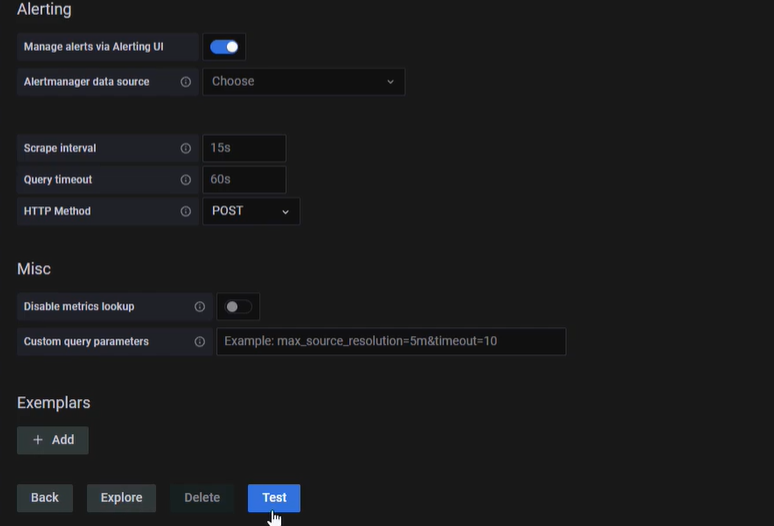 Alerting
Manage alerts via Alerting UI
Alertmanager data source Choose
Scrape interval 15s
Query timeout 60s
HTTP Method POST
Misc
Disable metrics lookup
Custom query parameters Example: max_source_resolution=5m&timeout=10
Exemplars
+ Add
Back Explore Delete Test